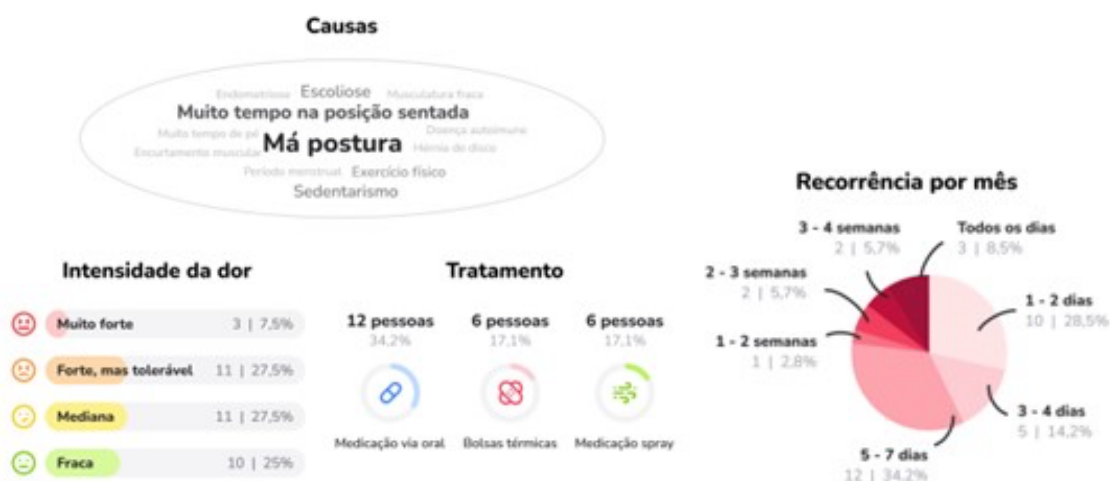 Causas
Endometriose Escoliose Musculatura fraca
Muito tempo na posição sentada
Muito tempo de pé Doença autoimune
Má postura Hérnia de disco
Encurtamento muscular
Período menstrual Exercício físico
Sedentarismo
Intensidade da dor
Muito forte 3 | 7,5%
Forte, mas tolerável 11 | 27,5%
Mediana 11 | 27,5%
Fraca 10 | 25%
Tratamento
12 pessoas 6 pessoas 6 pessoas
34,2% 17,1% 17,1%
Medicação via oral Bolsas térmicas Medicação spray
Recorrência por mês
3 - 4 semanas Todos os dias
2 | 5,7% 3 | 8,5%
2 - 3 semanas
2 | 5,7%
1 - 2 dias
10 | 28,5%
1 - 2 semanas
1 | 2,8%
3 - 4 dias
5 | 14,2%
5 - 7 dias
12 | 34,2%